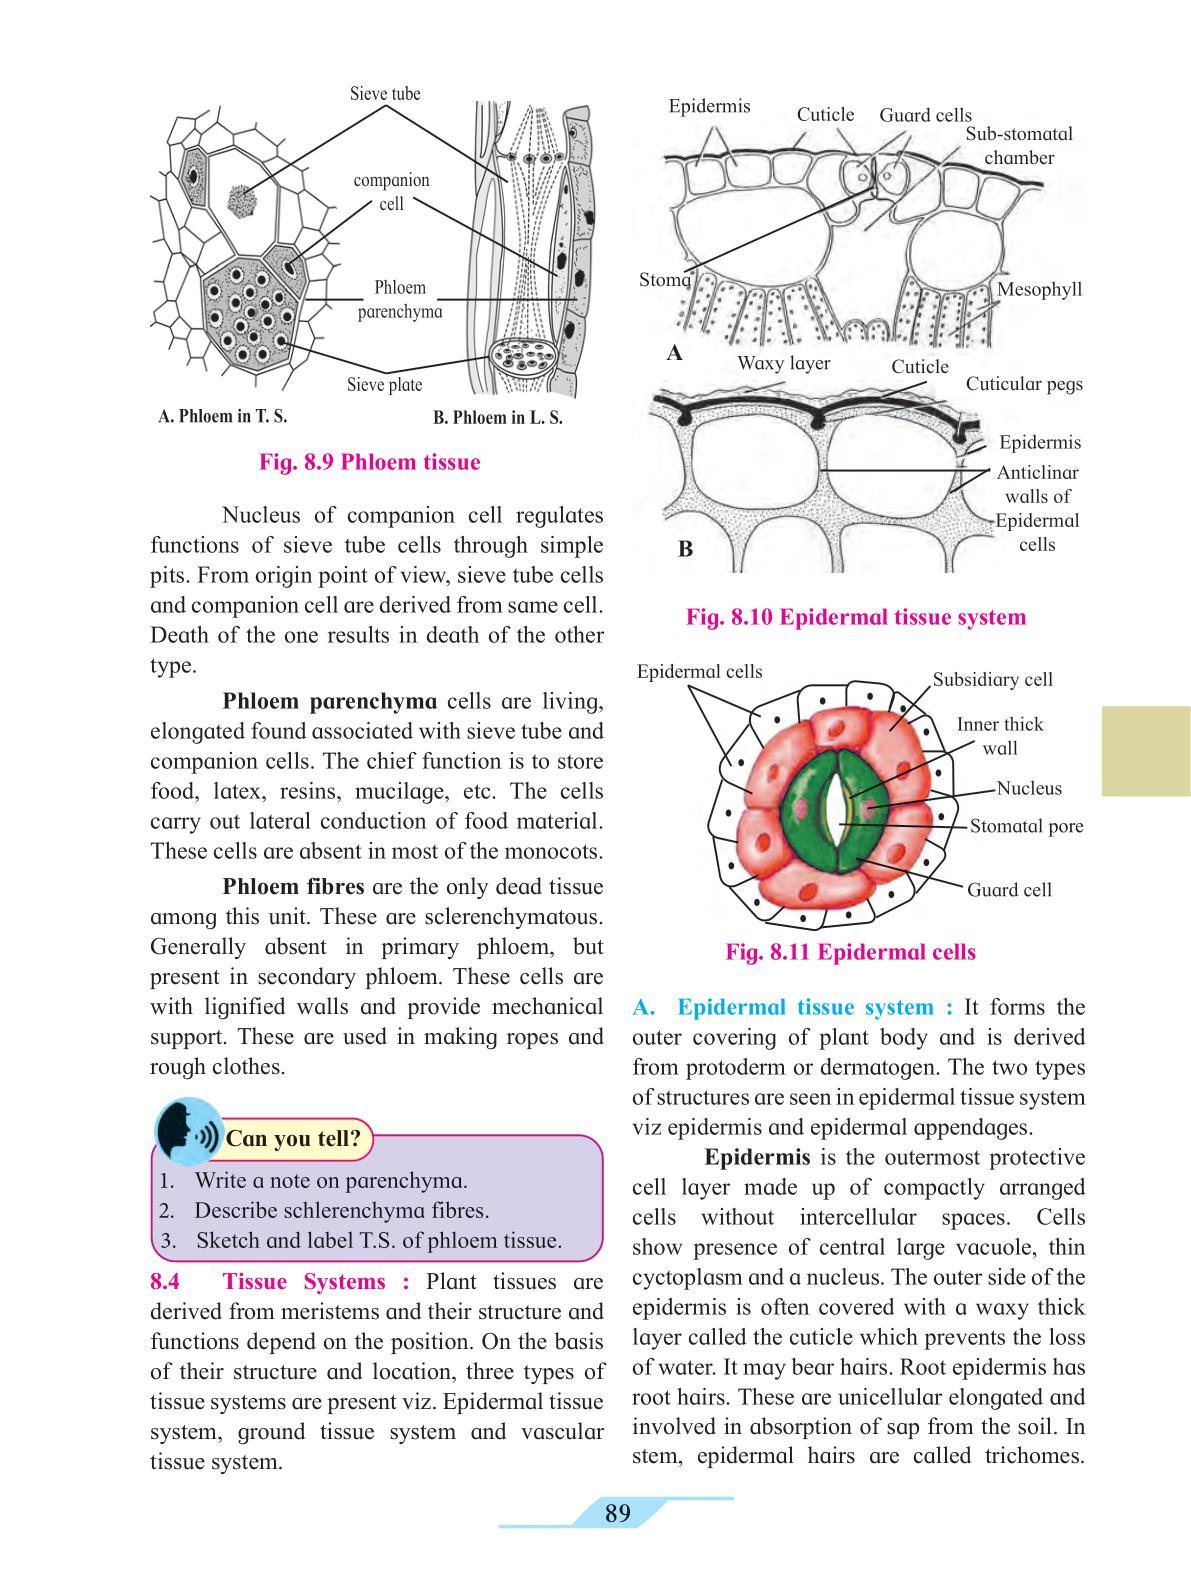 Sieve tube
companion
cell
Phloem
parenchyma
Sieve plate
A. Phloem in T. S.
B. Phloem in L. S.
Fig. 8.9 Phloem tissue
Nucleus of companion cell regulates
functions of sieve tube cells through simple
pits. From origin point of view, sieve tube cells
and companion cell are derived from same cell.
Death of the one results in death of the other
type.
Phloem parenchyma cells are living,
elongated found associated with sieve tube and
companion cells. The chief function is to store
food, latex, resins, mucilage, etc. The cells
carry out lateral conduction of food material.
These cells are absent in most of the monocots.
Phloem fibres are the only dead tissue
among this unit. These are sclerenchymatous.
Generally absent in primary phloem, but
present in secondary phloem. These cells are
with lignified walls and provide mechanical
support. These are used in making ropes and
rough clothes.
Can you tell?
1. Write a note on parenchyma.
2. Describe schlerenchyma fibres.
3. Sketch and label T.S. of phloem tissue.
8.4 Tissue Systems : Plant tissues are
derived from meristems and their structure and
functions depend on the position. On the basis
of their structure and location, three types of
tissue systems are present viz. Epidermal tissue
system, ground tissue system and vascular
tissue system.
Epidermis
Cuticle
Guard cells
Sub-stomatal
chamber
Stoma
Mesophyll
A
Waxy layer
Cuticle
Cuticular pegs
Epidermis
Anticlinar
walls of
Epidermal
cells
B
Fig. 8.10 Epidermal tissue system
Epidermal cells
Subsidiary cell
Inner thick
wall
Nucleus
Stomatal pore
Guard cell
Fig. 8.11 Epidermal cells
A. Epidermal tissue system : It forms the
outer covering of plant body and is derived
from protoderm or dermatogen. The two types
of structures are seen in epidermal tissue system
viz epidermis and epidermal appendages.
Epidermis is the outermost protective
cell layer made up of compactly arranged
cells without intercellular spaces. Cells
show presence of central large vacuole, thin
cyctoplasm and a nucleus. The outer side of the
epidermis is often covered with a waxy thick
layer called the cuticle which prevents the loss
of water. It may bear hairs. Root epidermis has
root hairs. These are unicellular elongated and
involved in absorption of sap from the soil. In
stem, epidermal hairs are called trichomes.
89